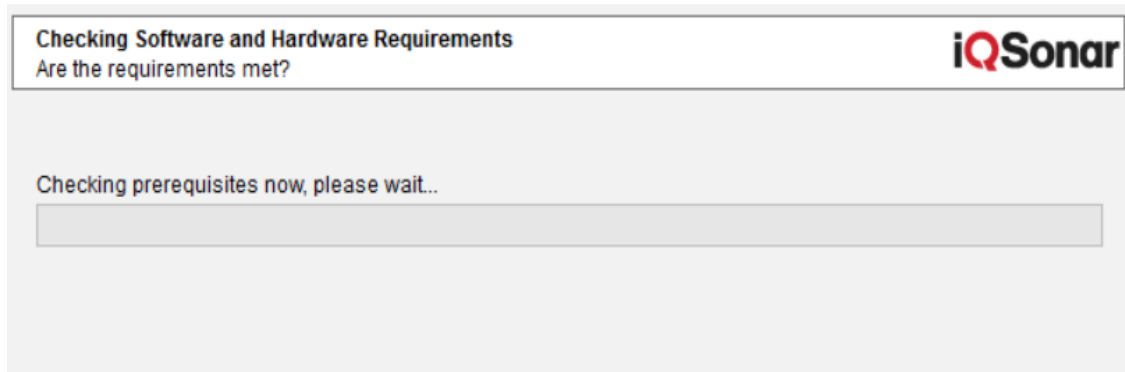 Checking Software and Hardware Requirements
Are the requirements met?
iQSonar
Checking prerequisites now, please wait...